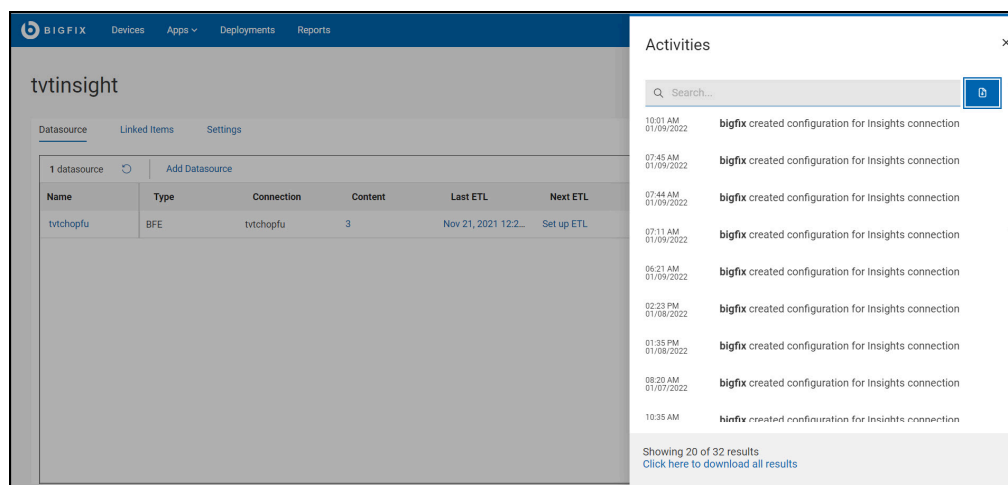 BIGFIX Devices Apps Deployments Reports
tvtinsight
Datasource Linked Items Settings
1 datasource Add Datasource
Name Type Connection Content Last ETL Next ETL
tvtchopfu BFE tvtchopfu 3 Nov 21, 2021 12:2... Set up ETL
Activities
Search...
10:01 AM
01/09/2022
bigfix created configuration for Insights connection
07:45 AM
01/09/2022
bigfix created configuration for Insights connection
07:44 AM
01/09/2022
bigfix created configuration for Insights connection
07:11 AM
01/09/2022
bigfix created configuration for Insights connection
06:21 AM
01/09/2022
bigfix created configuration for Insights connection
02:23 PM
01/08/2022
bigfix created configuration for Insights connection
01:35 PM
01/08/2022
bigfix created configuration for Insights connection
08:20 AM
01/07/2022
bigfix created configuration for Insights connection
10:35 AM
bigfix created configuration for Insights connection
Showing 20 of 32 results
Click here to download all results